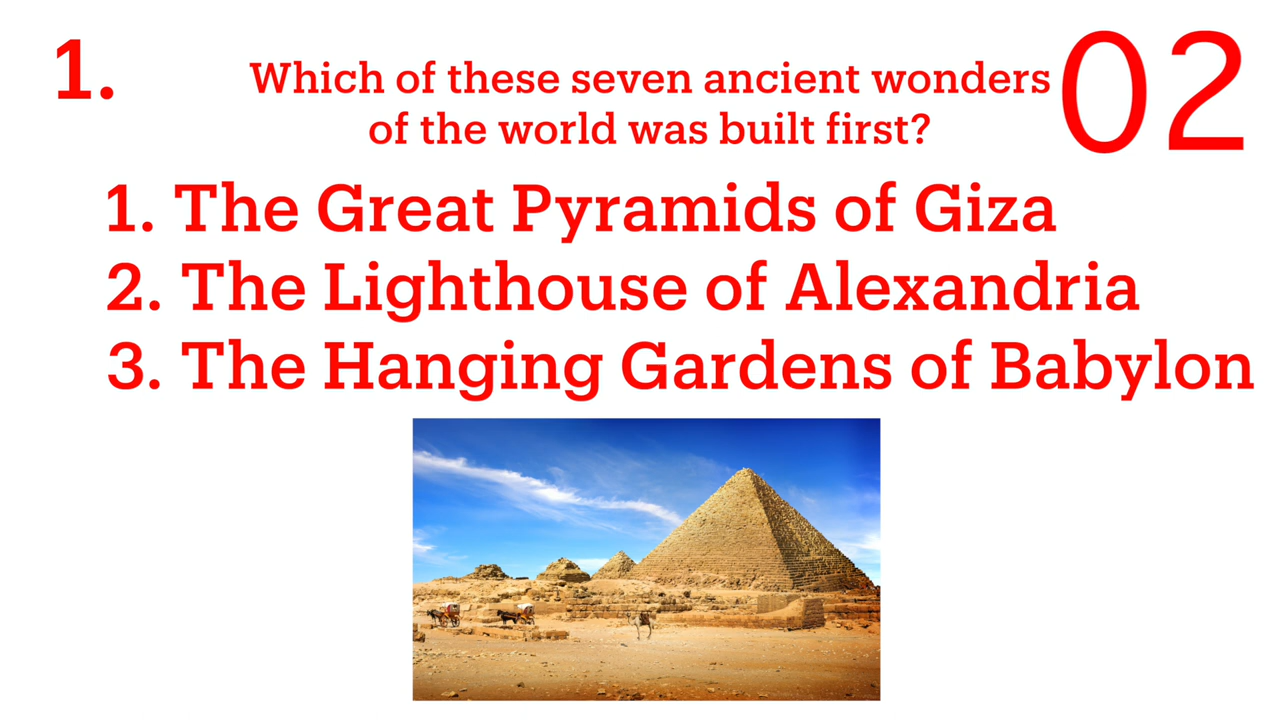 1.
Which of these seven ancient wonders
of the world was built first?
02
1. The Great Pyramids of Giza
2. The Lighthouse of Alexandria
3. The Hanging Gardens of Babylon